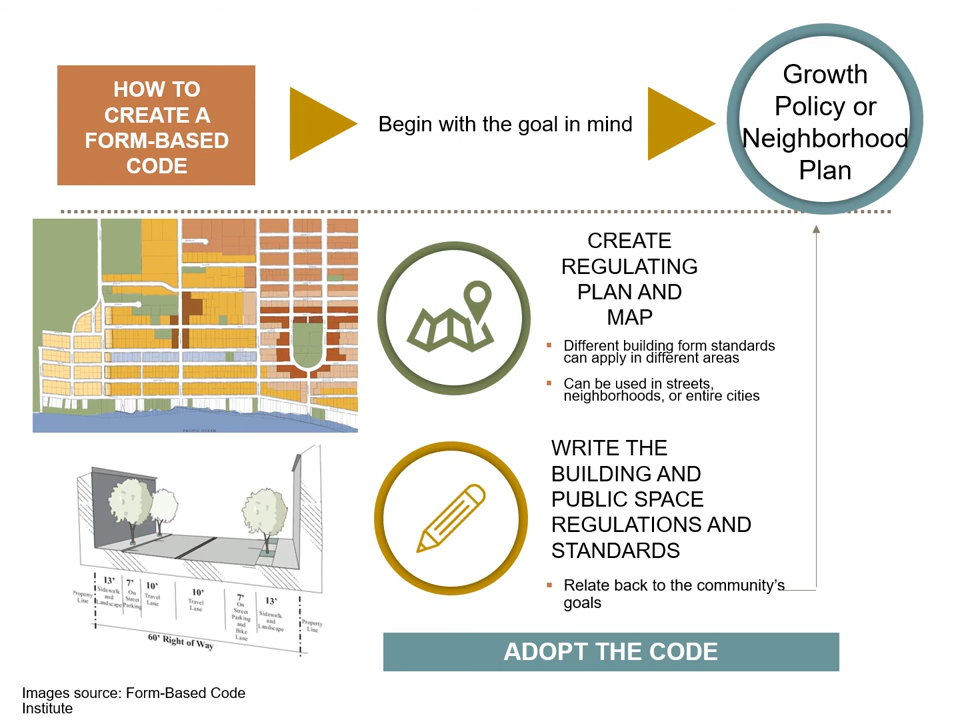 HOW TO
CREATE A
FORM-BASED
CODE
Begin with the goal in mind
Growth
Policy or
Neighborhood
Plan
CREATE
REGULATING
PLAN AND
MAP
▪ Different building form standards
can apply in different areas
▪ Can be used in streets,
neighborhoods, or entire cities
WRITE THE
BUILDING AND
PUBLIC SPACE
REGULATIONS AND
STANDARDS
▪ Relate back to the community's
goals
Property
Line
13'
Sidewalk
and
Landscape
7'
On
Street
Parking
10'
Travel
Lane
10'
Travel
Lane
7'
On
Street
Parking
and
Bike
Lane
13'
Sidewalk
and
Landscape
Property
Line
60' Right of Way
ADOPT THE CODE
Images source: Form-Based Code
Institute